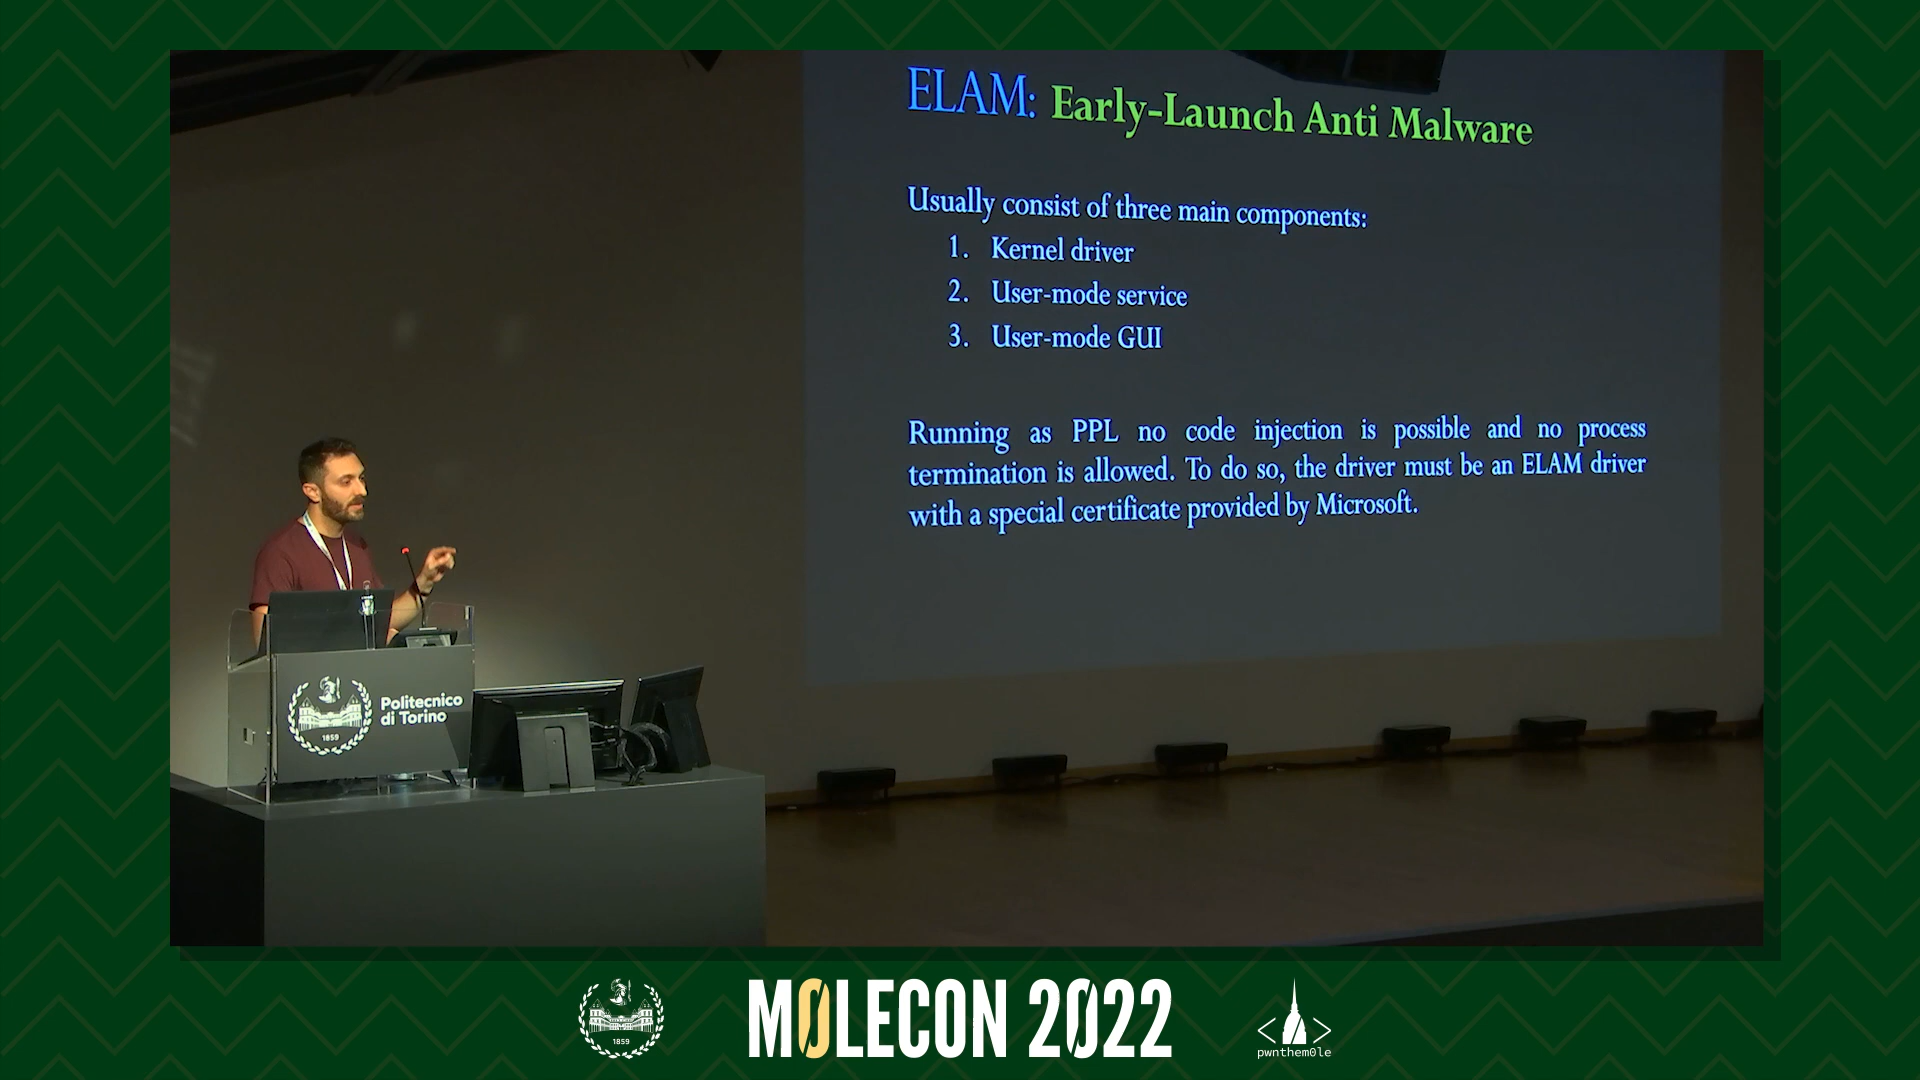 ELAM: Early-Launch Anti Malware
Usually consist of three main components:
1. Kernel driver
2. User-mode service
3. User-mode GUI
Running as PPL no code injection is possible and no process
termination is allowed. To do so, the driver must be an ELAM driver
with a special certificate provided by Microsoft.
Politecnico
di Torino
1859
1859
MØLECON 2022
pwnthem0le